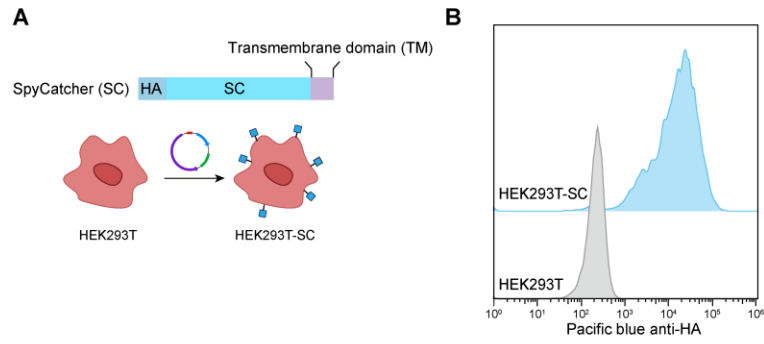 A
Transmembrane domain (TM)
SpyCatcher (SC)
HA
SC
HEK293T
HEK293T-SC
B
HEK293T-SC
HEK293T
10⁰ 10¹ 10² 10³ 10⁴ 10⁵ 10⁶
Pacific blue anti-HA